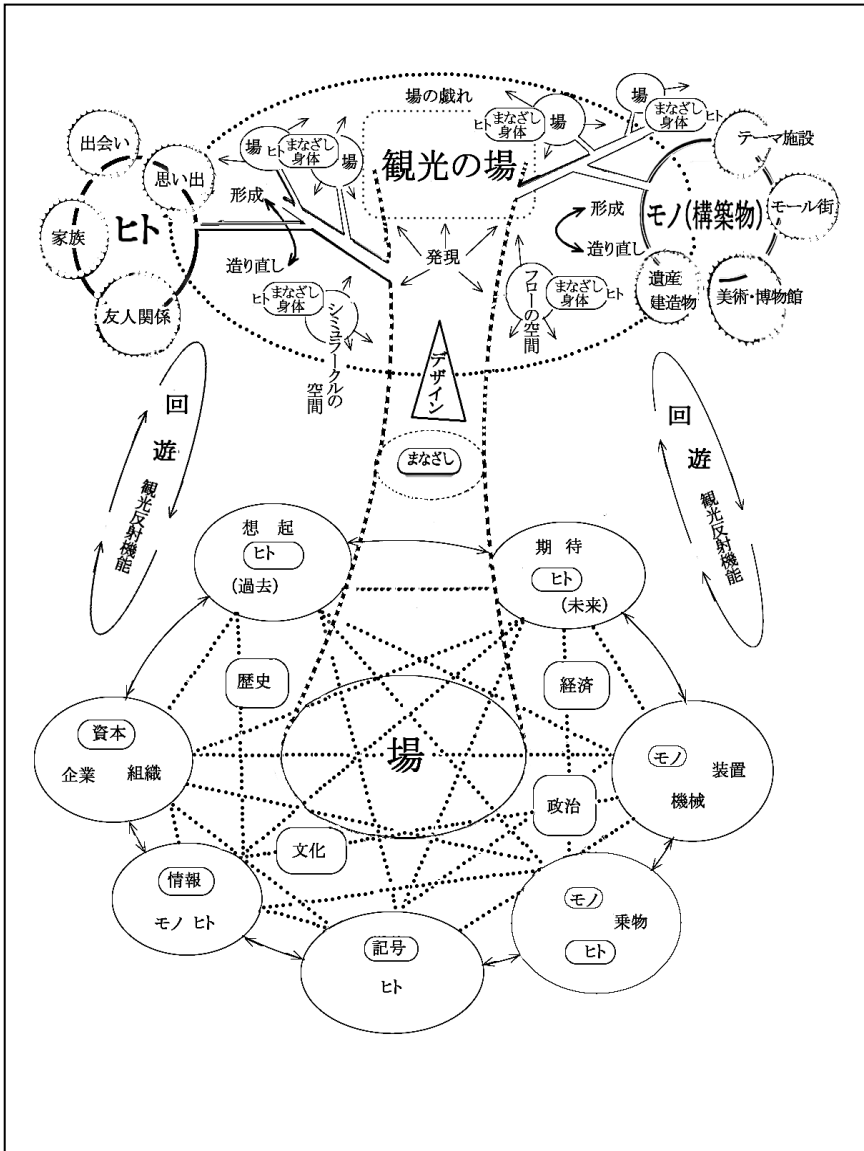 場の戯れ
場
ヒト
まなざし
身体
場
観光の場
場
ヒト
まなざし
身体
場
まなざし
身体
ヒト
出会い
思い出
家族
友人関係
ヒト
形成
造り直し
発現
形成
造り直し
モノ(構築物)
テーマ施設
モール街
美術・博物館
遺産
建造物
ヒト
まなざし
身体
シミュラークルの
空間
フローの空間
まなざし
身体
ヒト
デザイン
まなざし
回遊
観光反射機能
回遊
観光反射機能
想起
ヒト
(過去)
期待
ヒト
(未来)
歴史
経済
資本
企業 組織
場
モノ 装置
機械
文化
政治
情報
モノ ヒト
記号
ヒト
モノ
乗物
ヒト